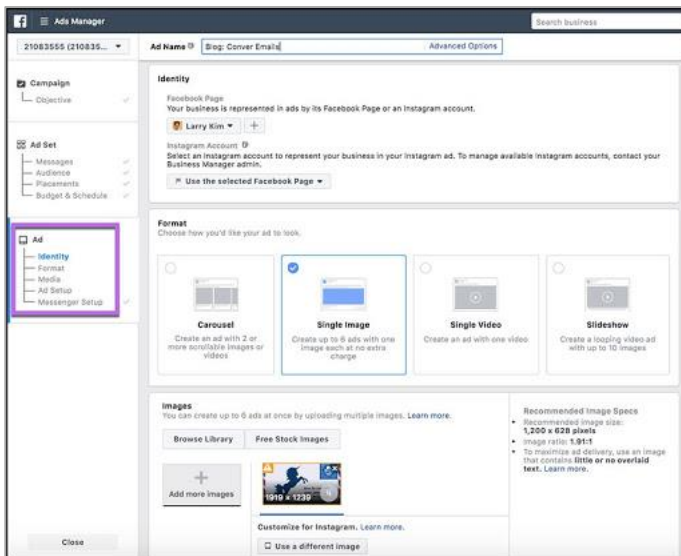 Ads Manager
Search business
21083555 (210835...
Ad Name
Blog: Conver Emails
Advanced Options
Campaign
Objective
Ad Set
Messages
Audience
Placements
Budget & Schedule
Ad
Identity
Format
Media
Ad Setup
Messenger Setup
Close
Identity
Facebook Page
Your business is represented in ads by its Facebook Page or an Instagram account.
Larry Kim
Instagram Account
Select an Instagram account to represent your business in your Instagram ad. To manage available Instagram accounts, contact your
Business Manager admin.
Use the selected Facebook Page
Format
Choose how you'd like your ad to look.
Carousel
Create an ad with 2 or
more scrollable images or
videos
Single Image
Create up to 6 ads with one
image each at no extra
charge
Single Video
Create an ad with one video
Slideshow
Create a looping video ad
with up to 10 images
Images
You can create up to 6 ads at once by uploading multiple images. Learn more.
Browse Library
Free Stock Images
Add more images
1919 × 1239
Customize for Instagram. Learn more.
Use a different image
Recommended Image Specs
• Recommended image size:
1,200 x 628 pixels
• Image ratio: 1.91:1
• To maximize ad delivery, use an image
that contains little or no overlaid
text. Learn more.